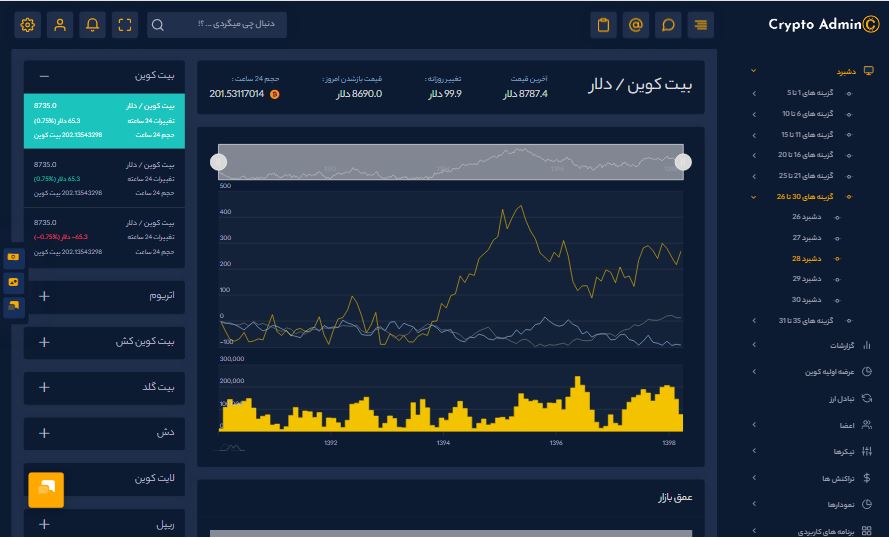 Crypto Admin
دنبال چی میگردی ... ؟!
دشبرد
گزینه های 1 تا 5
گزینه های 6 تا 10
گزینه های 11 تا 15
گزینه های 16 تا 20
گزینه های 21 تا 25
گزینه های 30 تا 26
دشبرد 26
دشبرد 27
دشبرد 28
دشبرد 29
دشبرد 30
گزینه های 35 تا 31
گزارشات
عرضه اولیه کوین
تبادل ارز
اعضا
تیکرها
تراکنش ها
نمودارها
برنامه های کاربردی
بیت کوین / دلار
آخرین قیمت
8787.4 دلار
تغییر روزانه :
99.9 دلار
قیمت بازشدن امروز :
8690.0 دلار
حجم 24 ساعت :
201.53117014
500
400
300
200
100
0
-100
300,000
200,000
100,000
0
1392
1394
1396
1398
عمق بازار
بیت کوین
بیت کوین / دلار 8735.0
تغییرات 24 ساعته 65.3 دلار (0.75%)
حجم 24 ساعت 202.13543298 بیت کوین
بیت کوین / دلار 8735.0
تغییرات 24 ساعته 65.3 دلار (0.75%)
حجم 24 ساعت 202.13543298 بیت کوین
بیت کوین / دلار 8735.0
تغییرات 24 ساعته 65.3- دلار (0.75%-)
حجم 24 ساعت 202.13543298 بیت کوین
اتریوم
بیت کوین کش
بیت گلد
دش
لایت کوین
ریپل